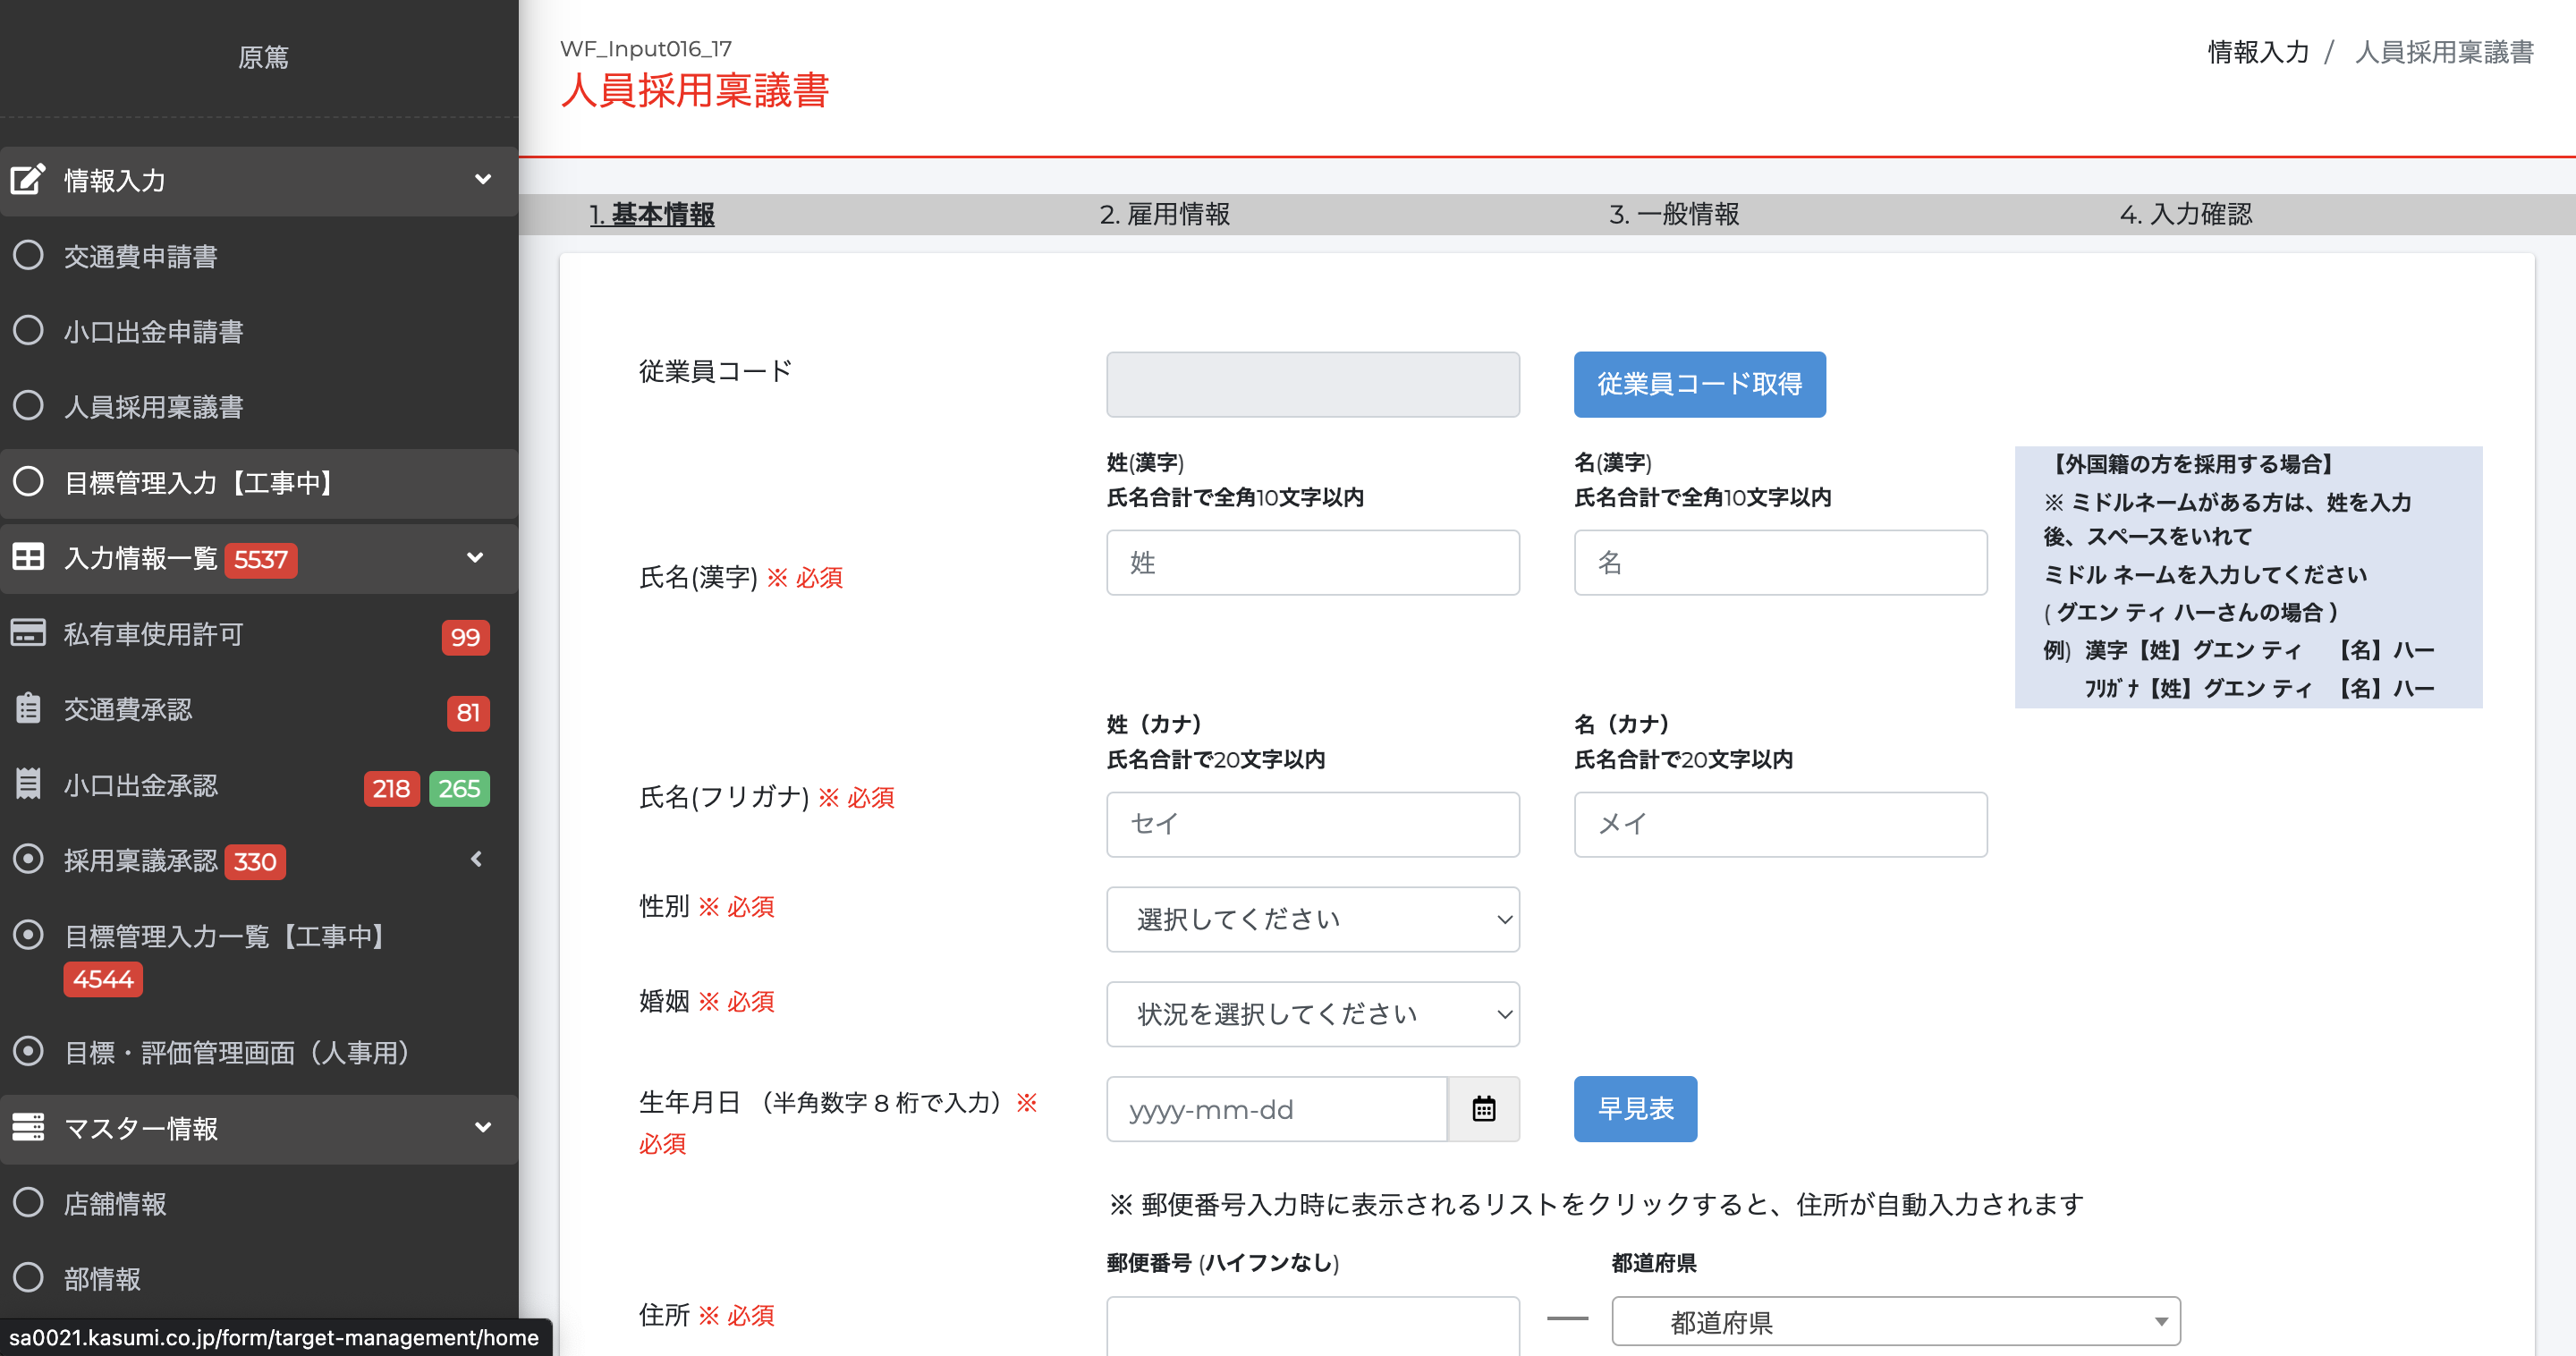 原篤
情報入力
交通費申請書
小口出金申請書
人員採用稟議書
目標管理入力【工事中】
入力情報一覧 5537
私有車使用許可 99
交通費承認 81
小口出金承認 218 265
採用稟議承認 330
目標管理入力一覧【工事中】
4544
目標・評価管理画面（人事用）
マスター情報
店舗情報
部情報
sa0021.kasumi.co.jp/form/target-management/home
WF_Input016_17
人員採用稟議書
情報入力 / 人員採用稟議書
1. 基本情報 2. 雇用情報 3. 一般情報 4. 入力確認
従業員コード
従業員コード取得
氏名(漢字) ※ 必須
姓(漢字)
氏名合計で全角10文字以内
姓
名(漢字)
氏名合計で全角10文字以内
名
【外国籍の方を採用する場合】
※ ミドルネームがある方は、姓を入力
後、スペースをいれて
ミドル ネームを入力してください
( グエン ティ ハーさんの場合 )
例) 漢字【姓】グエン ティ 【名】ハー
ﾌﾘｶﾞﾅ【姓】グエン ティ 【名】ハー
氏名(フリガナ) ※ 必須
姓（カナ）
氏名合計で20文字以内
セイ
名（カナ）
氏名合計で20文字以内
メイ
性別 ※ 必須
選択してください
婚姻 ※ 必須
状況を選択してください
生年月日 （半角数字８桁で入力）※
必須
yyyy-mm-dd
早見表
※ 郵便番号入力時に表示されるリストをクリックすると、住所が自動入力されます
住所 ※ 必須
郵便番号 (ハイフンなし)
都道府県
都道府県